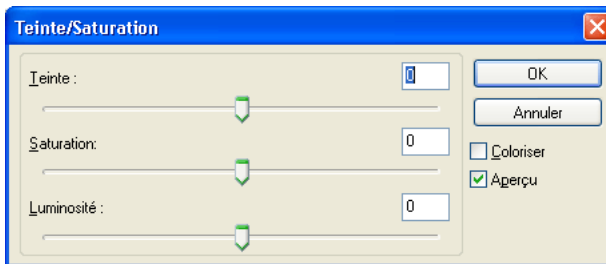 Teinte/Saturation
Teinte : 0
Saturation: 0
Luminosité : 0
OK
Annuler
Coloriser
Aperçu